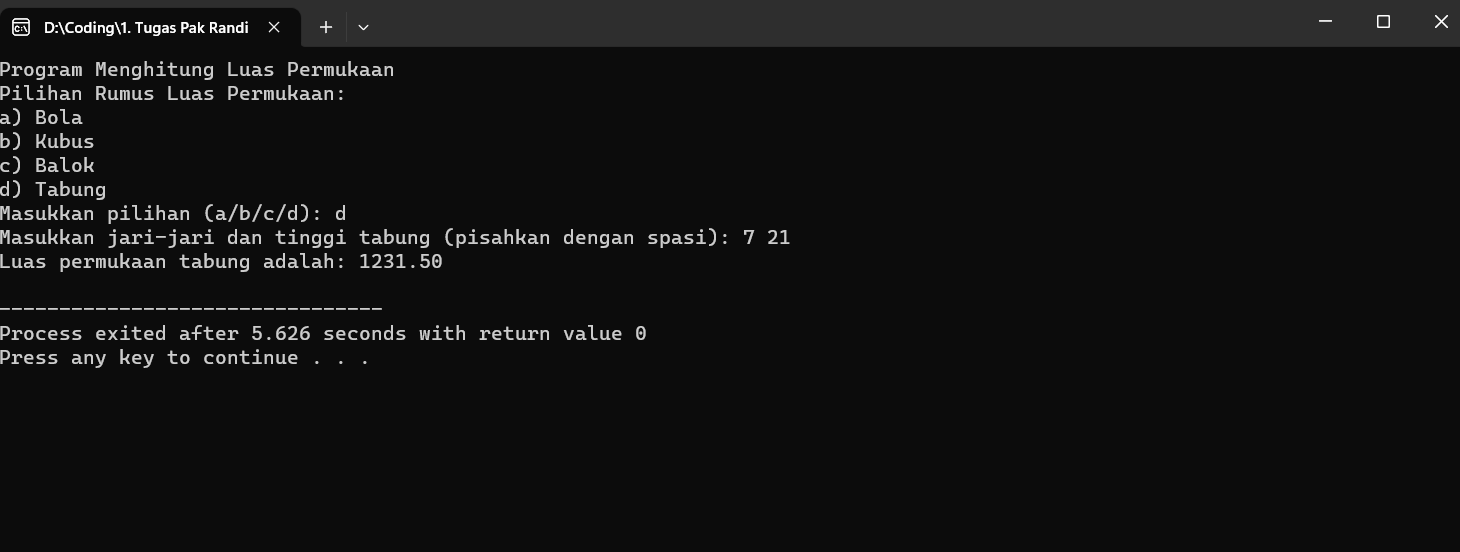 D:\Coding\1. Tugas Pak Randi
Program Menghitung Luas Permukaan
Pilihan Rumus Luas Permukaan:
a) Bola
b) Kubus
c) Balok
d) Tabung
Masukkan pilihan (a/b/c/d): d
Masukkan jari-jari dan tinggi tabung (pisahkan dengan spasi): 7 21
Luas permukaan tabung adalah: 1231.50
--------------------------------
Process exited after 5.626 seconds with return value 0
Press any key to continue . . .